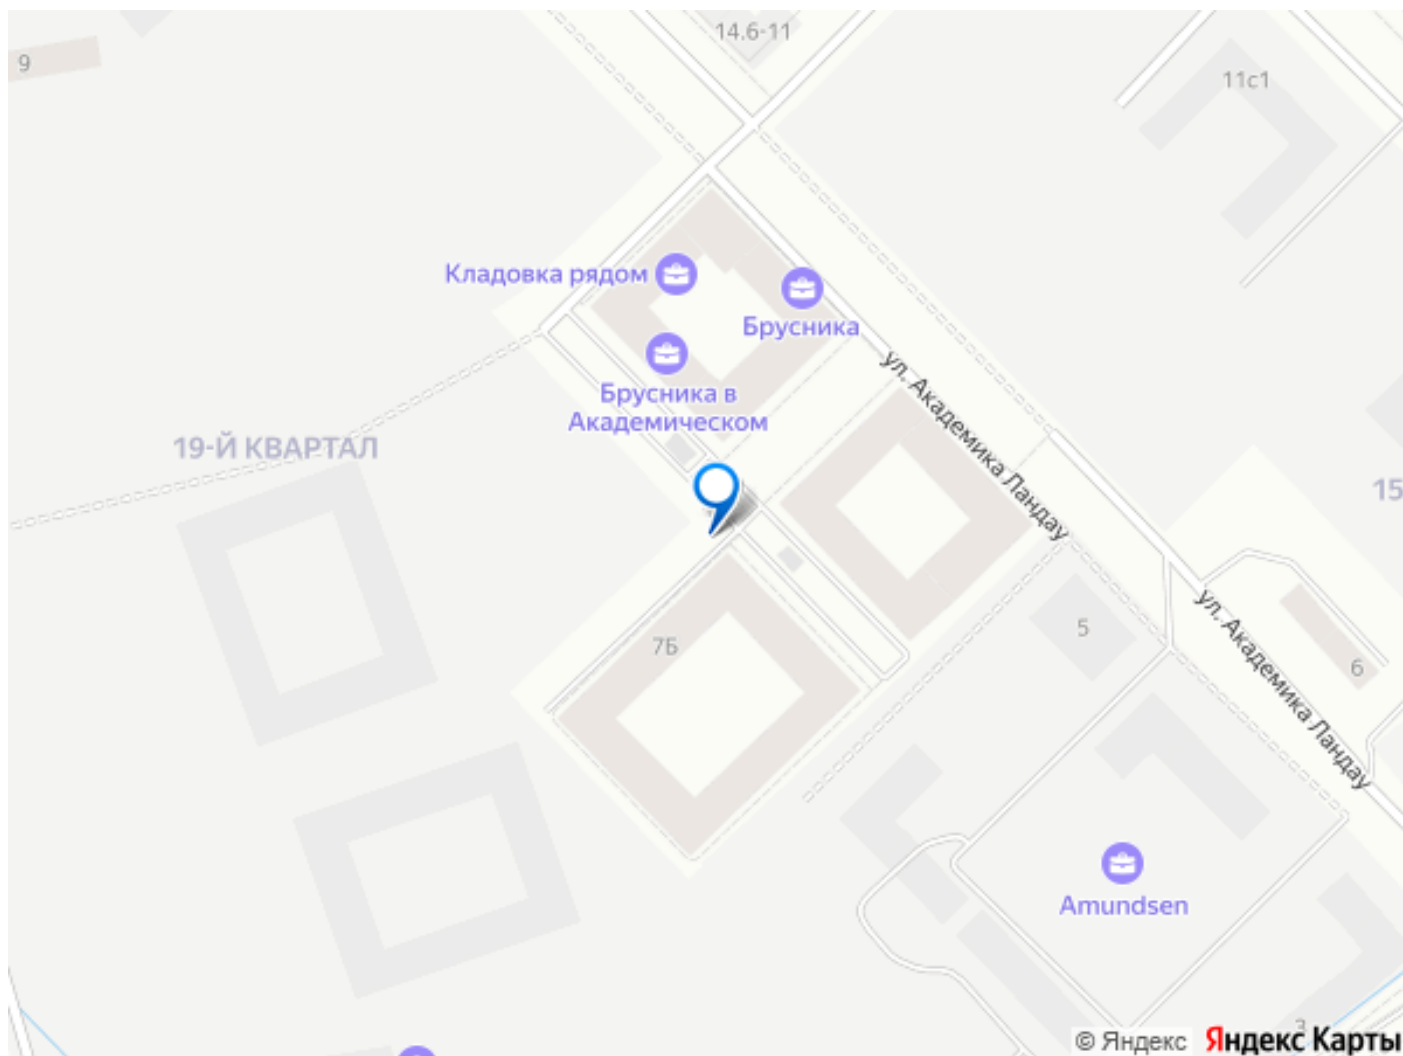 14.6-11
9
11с1
Кладовка рядом
Брусника
Брусника в
Академическом
ул. Академика Ландау
19-Й КВАРТАЛ
15
5
7Б
6
ул. Академика Ландау
Amundsen
3
© Яндекс Яндекс Карты